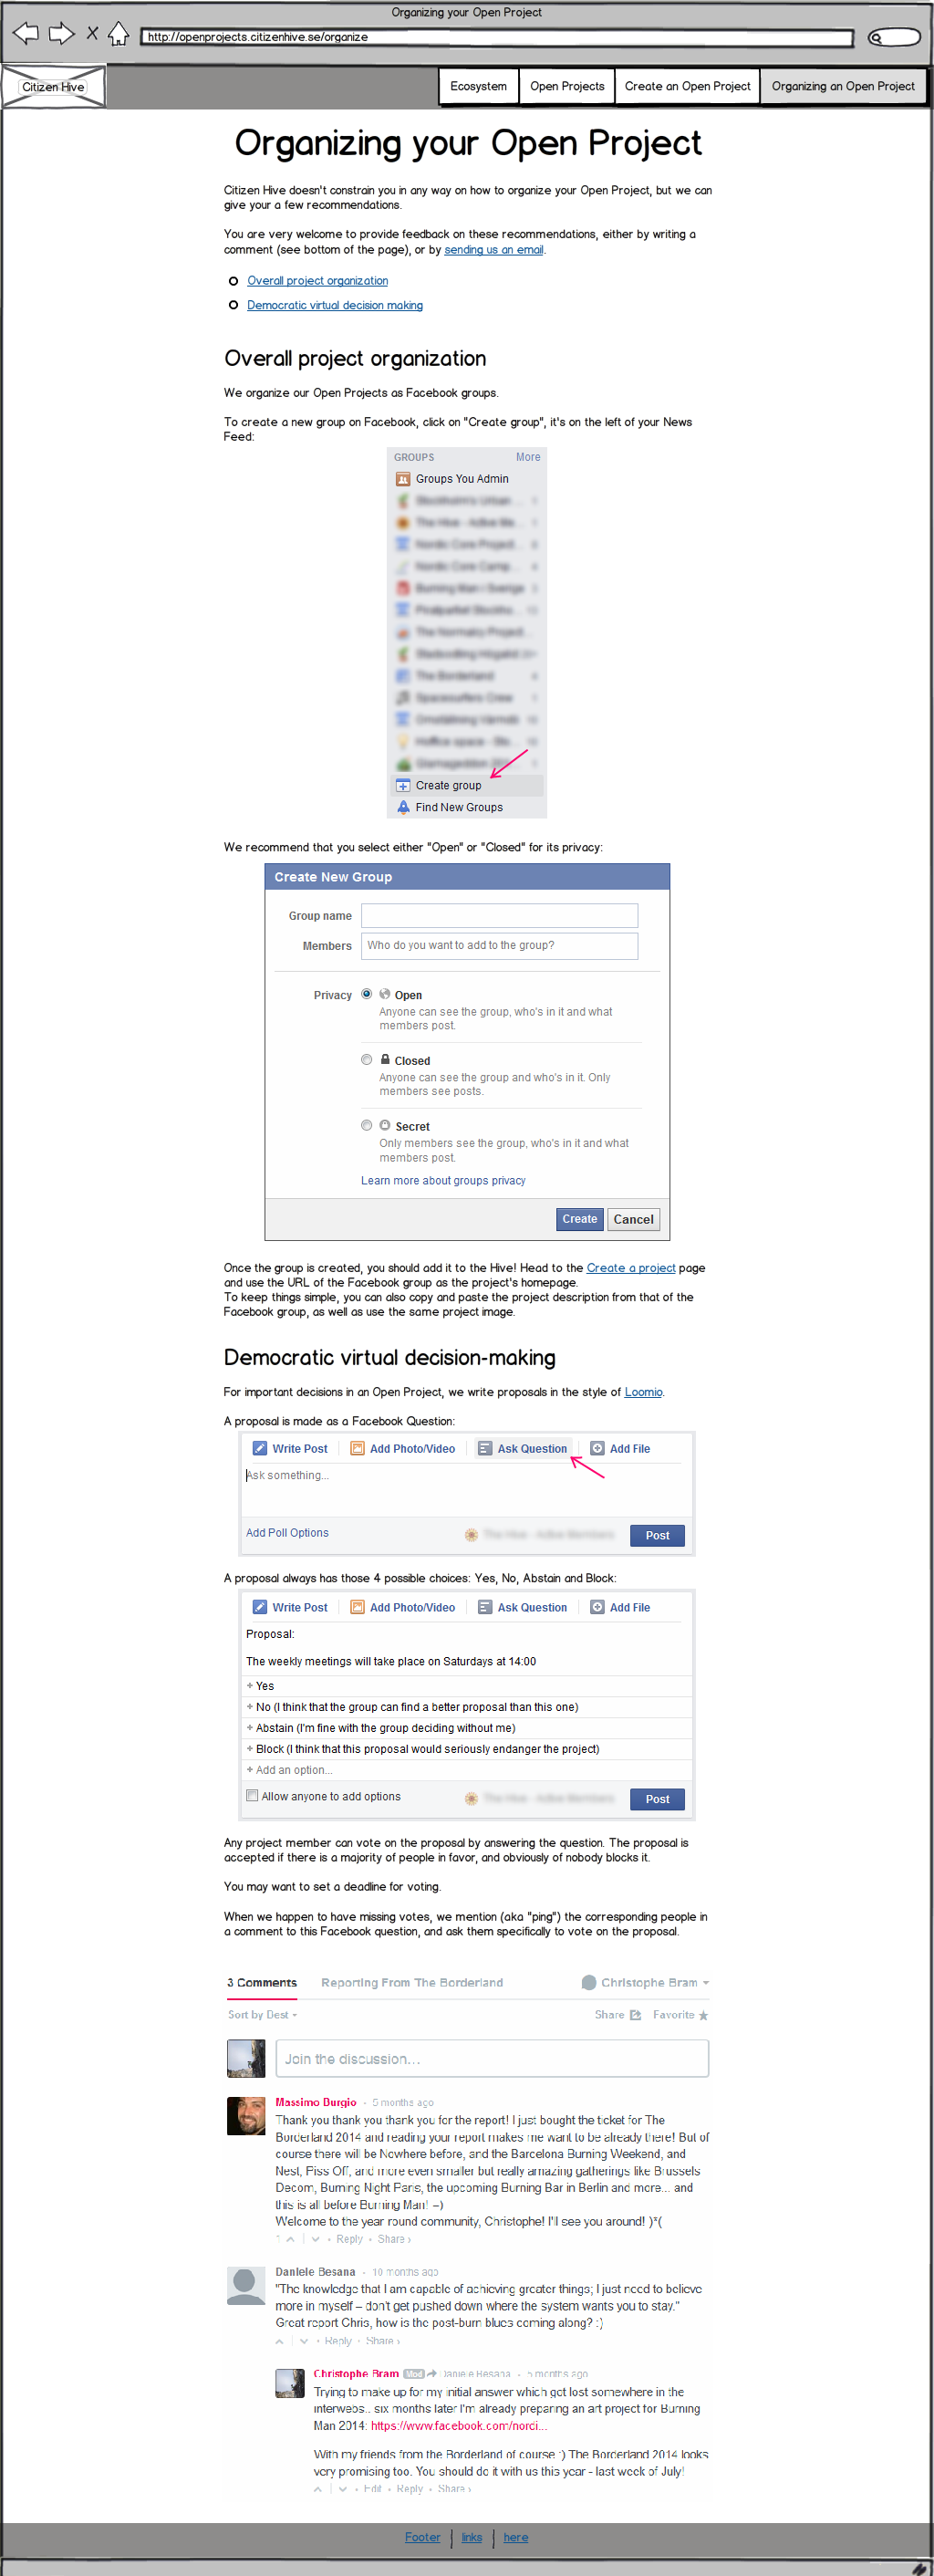 Organizing your Open Project
http://openprojects.citizenhive.se/organize
Citizen Hive
Ecosystem
Open Projects
Create an Open Project
Organizing an Open Project
Organizing your Open Project
Citizen Hive doesn't constrain you in any way on how to organize your Open Project, but we can
give your a few recommendations.
You are very welcome to provide feedback on these recommendations, either by writing a
comment (see bottom of the page), or by sending us an email.
Overall project organization
Democratic virtual decision making
Overall project organization
We organize our Open Projects as Facebook groups.
To create a new group on Facebook, click on "Create group", it's on the left of your News
Feed:
GROUPS More
Groups You Admin
Create group
Find New Groups
We recommend that you select either "Open" or "Closed" for its privacy:
Create New Group
Group name
Members Who do you want to add to the group?
Privacy Open
Anyone can see the group, who's in it and what
members post.
Closed
Anyone can see the group and who's in it. Only
members see posts.
Secret
Only members see the group, who's in it and what
members post.
Learn more about groups privacy
Create Cancel
Once the group is created, you should add it to the Hive! Head to the Create a project page
and use the URL of the Facebook group as the project's homepage.
To keep things simple, you can also copy and paste the project description from that of the
Facebook group, as well as use the same project image.
Democratic virtual decision-making
For important decisions in an Open Project, we write proposals in the style of Loomio.
A proposal is made as a Facebook Question:
Write Post Add Photo/Video Ask Question Add File
Ask something...
Add Poll Options Post
A proposal always has those 4 possible choices: Yes, No, Abstain and Block:
Write Post Add Photo/Video Ask Question Add File
Proposal:
The weekly meetings will take place on Saturdays at 14:00
+ Yes
+ No (I think that the group can find a better proposal than this one)
+ Abstain (I'm fine with the group deciding without me)
+ Block (I think that this proposal would seriously endanger the project)
+ Add an option...
Allow anyone to add options Post
Any project member can vote on the proposal by answering the question. The proposal is
accepted if there is a majority of people in favor, and obviously of nobody blocks it.
You may want to set a deadline for voting.
When we happen to have missing votes, we mention (aka "ping") the corresponding people in
a comment to this Facebook question, and ask them specifically to vote on the proposal.
3 Comments Reporting From The Borderland Christophe Bram
Sort by Best Share Favorite ★
Join the discussion...
Massimo Burgio • 5 months ago
Thank you thank you thank you for the report! I just bought the ticket for The
Borderland 2014 and reading your report makes me want to be already there! But of
course there will be Nowhere before, and the Barcelona Burning Weekend, and
Nest, Piss Off, and more even smaller but really amazing gatherings like Brussels
Decom, Burning Night Paris, the upcoming Burning Bar in Berlin and more... and
this is all before Burning Man! =)
Welcome to the year round community, Christophe! I'll see you around! )*(
1 • Reply • Share ›
Daniele Besana • 10 months ago
"The knowledge that I am capable of achieving greater things; I just need to believe
more in myself – don't get pushed down where the system wants you to stay."
Great report Chris, how is the post-burn blues coming along? :)
• Reply • Share ›
Christophe Bram Mod Daniele Besana • 5 months ago
Trying to make up for my initial answer which got lost somewhere in the
interwebs.. six months later I'm already preparing an art project for Burning
Man 2014: https://www.facebook.com/nordi...
With my friends from the Borderland of course :) The Borderland 2014 looks
very promising too. You should do it with us this year - last week of July!
• Edit • Reply • Share ›
Footer | links | here